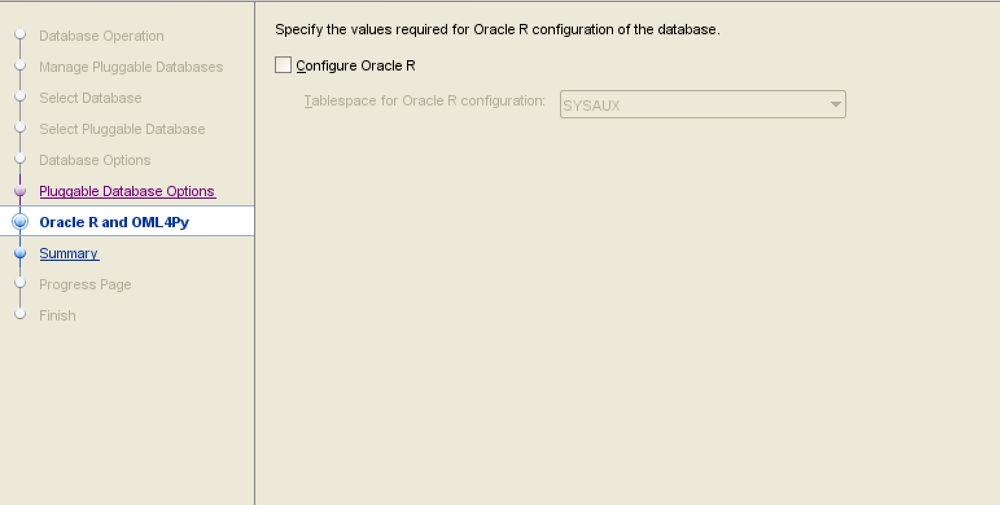 Database Operation
Manage Pluggable Databases
Select Database
Select Pluggable Database
Database Options
Pluggable Database Options
Oracle R and OML4Py
Summary
Progress Page
Finish
Specify the values required for Oracle R configuration of the database.
Configure Oracle R
Tablespace for Oracle R configuration: SYSAUX